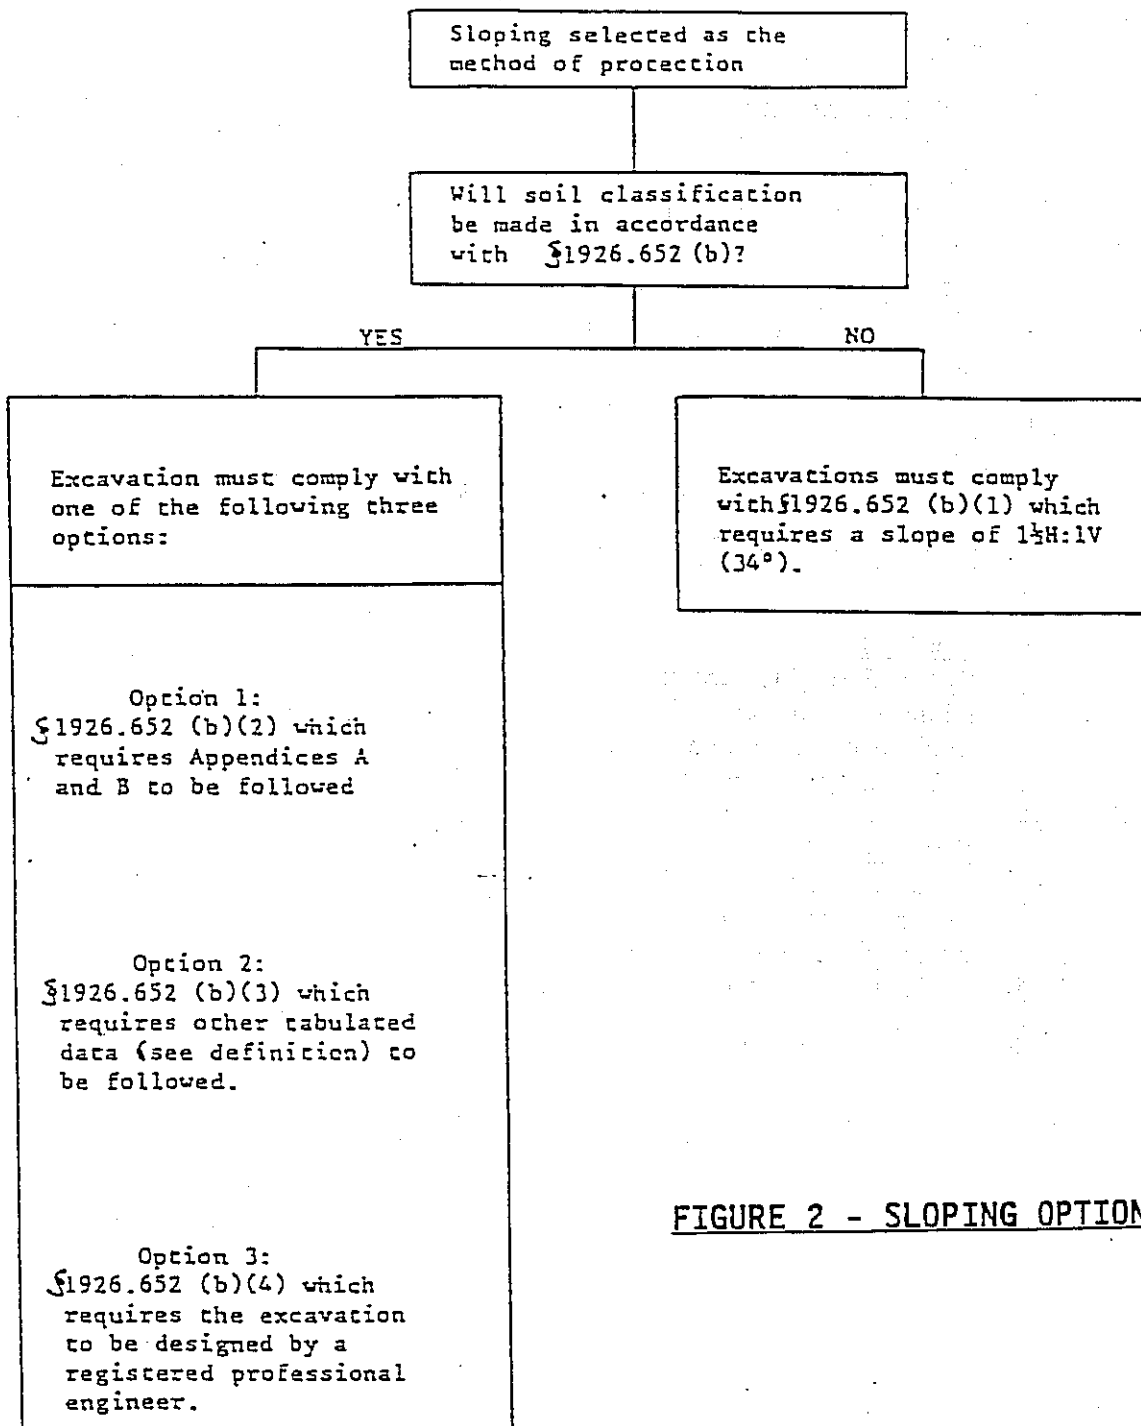 Sloping selected as the
method of protection
Will soil classification
be made in accordance
with §1926.652 (b)?
YES
NO
Excavation must comply with
one of the following three
options:
Excavations must comply
with §1926.652 (b)(1) which
requires a slope of 1½H:1V
(34°).
Option 1:
§1926.652 (b)(2) which
requires Appendices A
and B to be followed
Option 2:
§1926.652 (b)(3) which
requires other tabulated
data (see definition) to
be followed.
Option 3:
§1926.652 (b)(4) which
requires the excavation
to be designed by a
registered professional
engineer.
FIGURE 2 - SLOPING OPTION